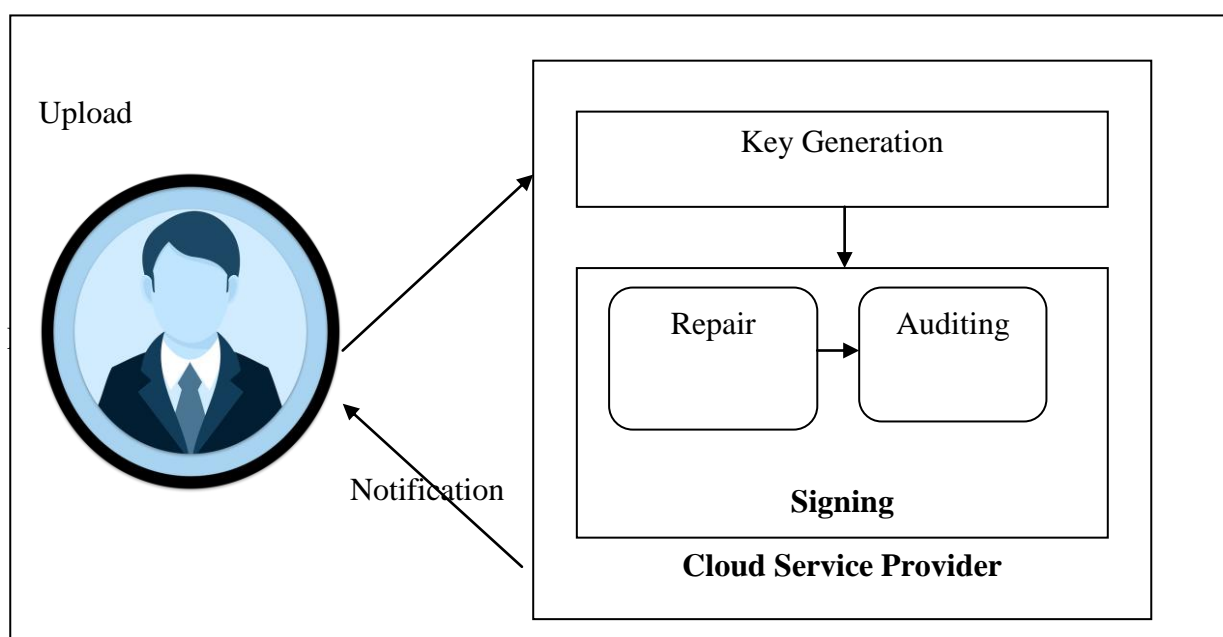 Upload
Key Generation
Repair
Auditing
Notification
Signing
Cloud Service Provider